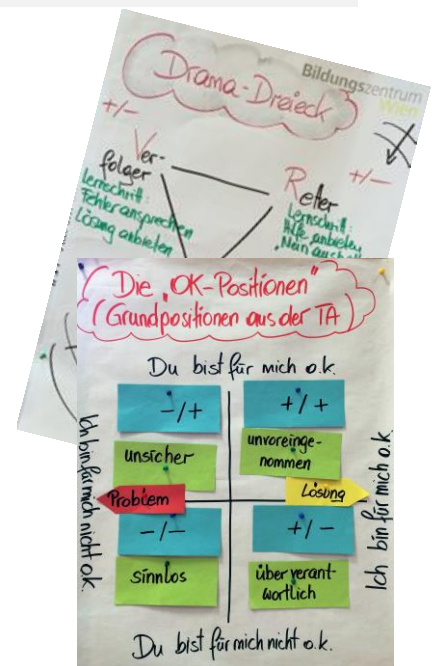 Drama-Dreieck
Bildungszentrum
Wien
+/-
Ver-
folger
Lernschritt:
Fehler ansprechen
Lösung anbieten
Retter
+/-
Lernschritt:
Hilfe anbieten
Die "OK-Positionen"
(Grundpositionen aus der TA)
Du bist für mich o.k.
-/+
+/+
unsicher
unvoreinge-
nommen
Problem
Lösung
-/-
+/-
sinnlos
überverant-
wortlich
Ich bin für mich nicht o.k.
Ich bin für mich o.k.
Du bist für mich nicht o.k.